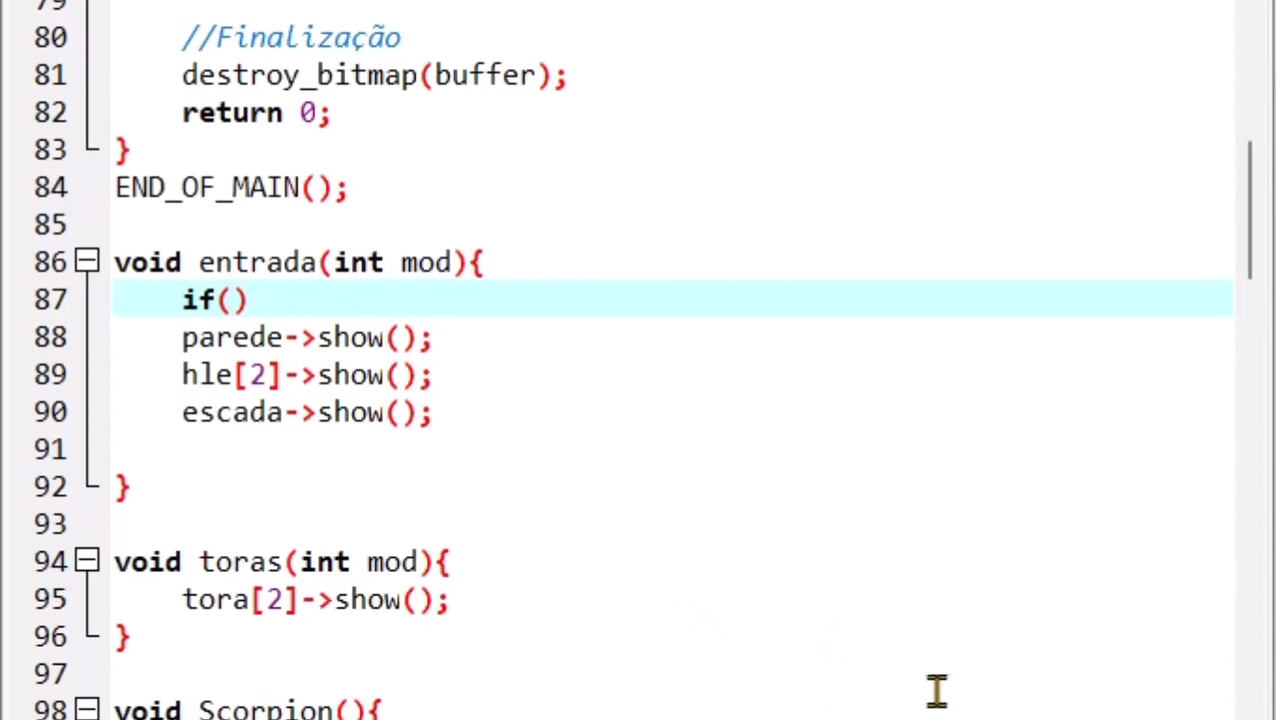 79
80 //Finalização
81 destroy_bitmap(buffer);
82 return 0;
83 }
84 END_OF_MAIN();
85
86 void entrada(int mod){
87 if()
88 parede->show();
89 hle[2]->show();
90 escada->show();
91
92 }
93
94 void toras(int mod){
95 tora[2]->show();
96 }
97
98 void Scorpion(){